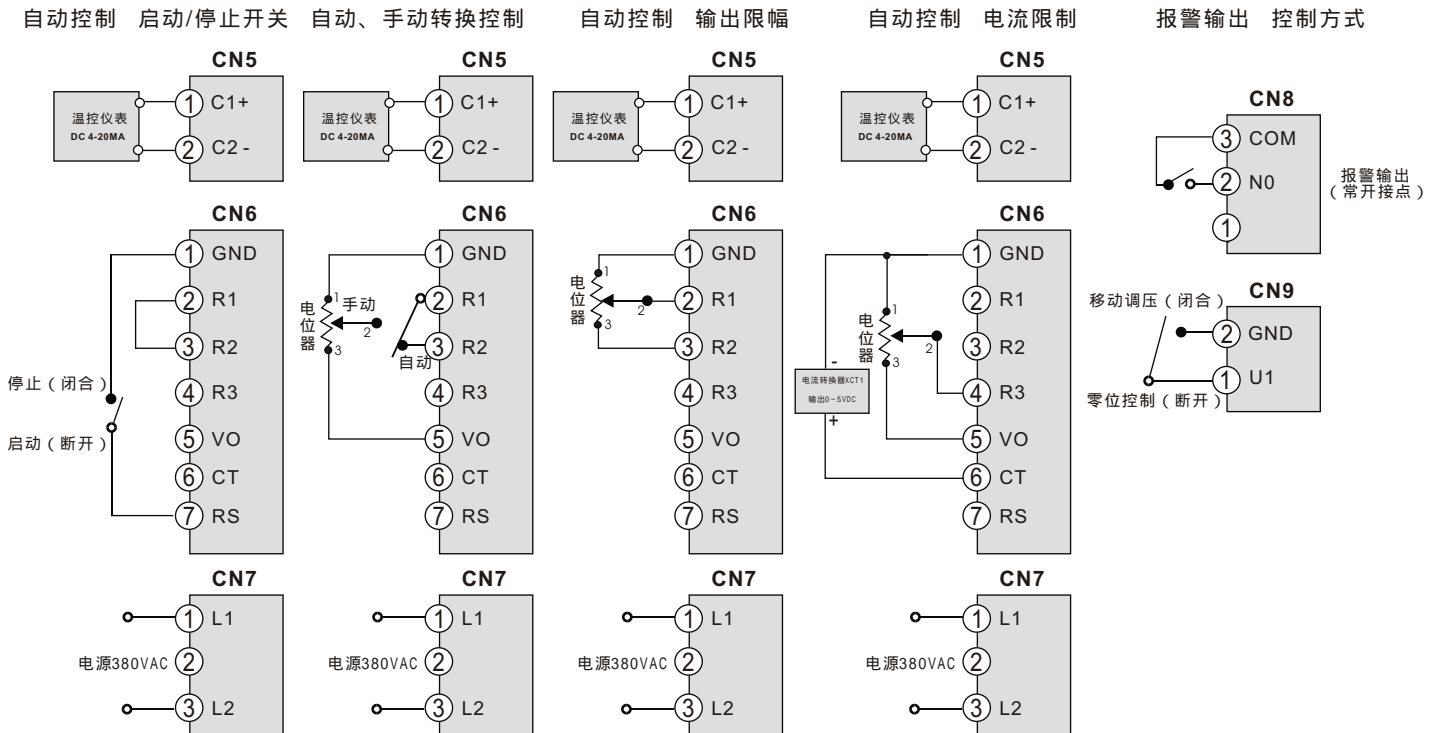 自动控制 启动/停止开关
CN5
温控仪表
DC 4-20MA
1 C1+
2 C2 -
CN6
1 GND
2 R1
3 R2
4 R3
5 VO
6 CT
7 RS
停止（闭合）
启动（断开）
CN7
1 L1
电源380VAC 2
3 L2
自动、手动转换控制
CN5
温控仪表
DC 4-20MA
1 C1+
2 C2 -
CN6
1 GND
2 R1
3 R2
4 R3
5 VO
6 CT
7 RS
电位器
1
手动
2
3
自动
CN7
1 L1
电源380VAC 2
3 L2
自动控制 输出限幅
CN5
温控仪表
DC 4-20MA
1 C1+
2 C2 -
CN6
1 GND
2 R1
3 R2
4 R3
5 VO
6 CT
7 RS
电位器
1
2
3
CN7
1 L1
电源380VAC 2
3 L2
自动控制 电流限制
CN5
温控仪表
DC 4-20MA
1 C1+
2 C2 -
CN6
1 GND
2 R1
3 R2
4 R3
5 VO
6 CT
7 RS
电位器
1
2
3
-
电流转换器XCT1
输出0~5VDC
+
CN7
1 L1
电源380VAC 2
3 L2
报警输出 控制方式
CN8
3 COM
2 N0
1
报警输出
（常开接点）
CN9
移动调压（闭合）
2 GND
1 U1
零位控制（断开）